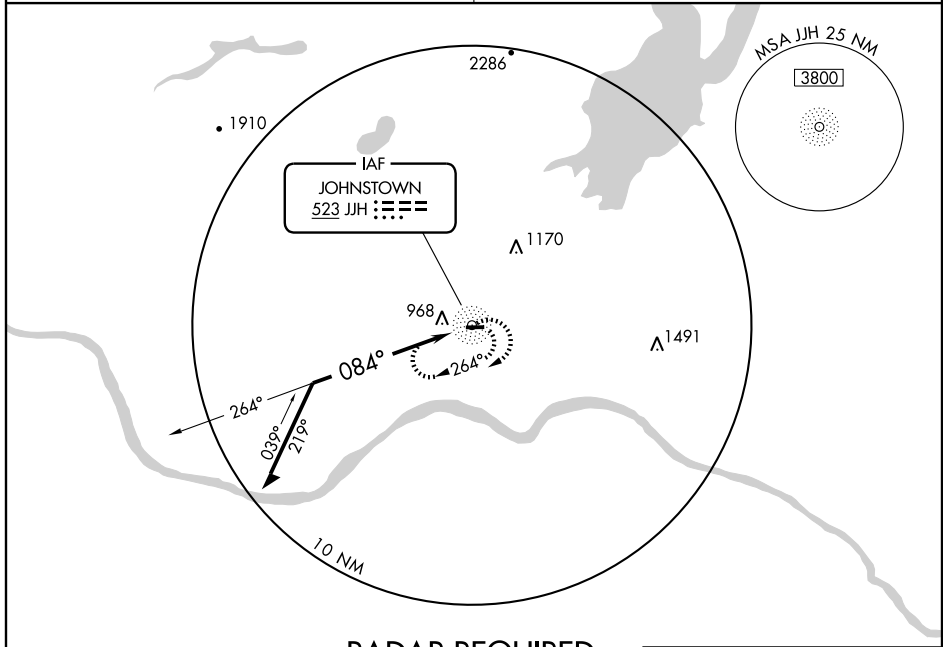 MSA JJH 25 NM
3800
2286
1910
IAF
JOHNSTOWN
523 JJH
1170
968
1491
084°
264°
264°
039°
219°
10 NM
RADAR REQUIRED